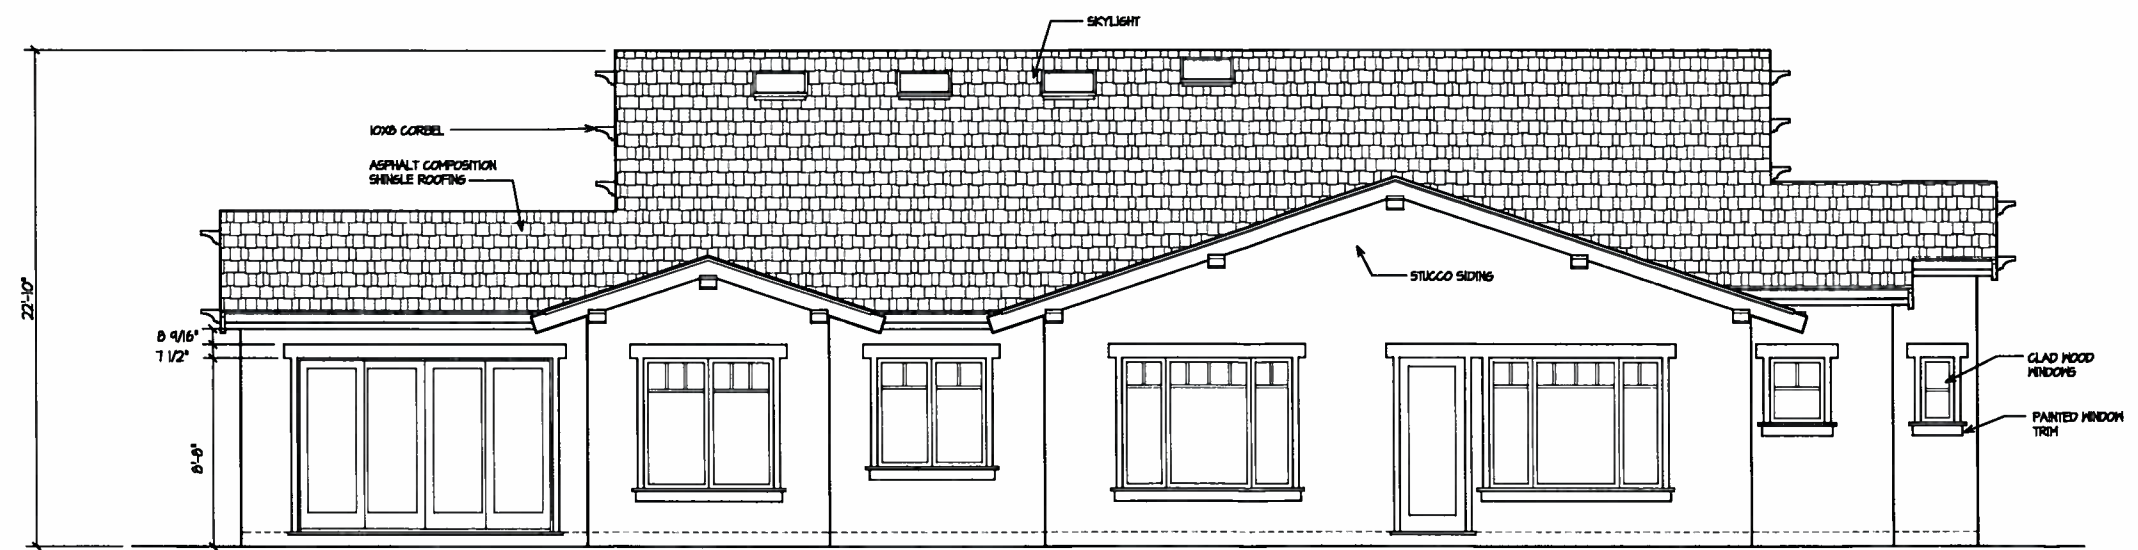 SKYLIGHT
10X8 CORBEL
ASPHALT COMPOSITION
SHINGLE ROOFING
22'-10"
STUCCO SIDING
8 9/16"
7 1/2"
CLAD WOOD
WINDOWS
PAINTED WINDOW
TRIM
8'-8"